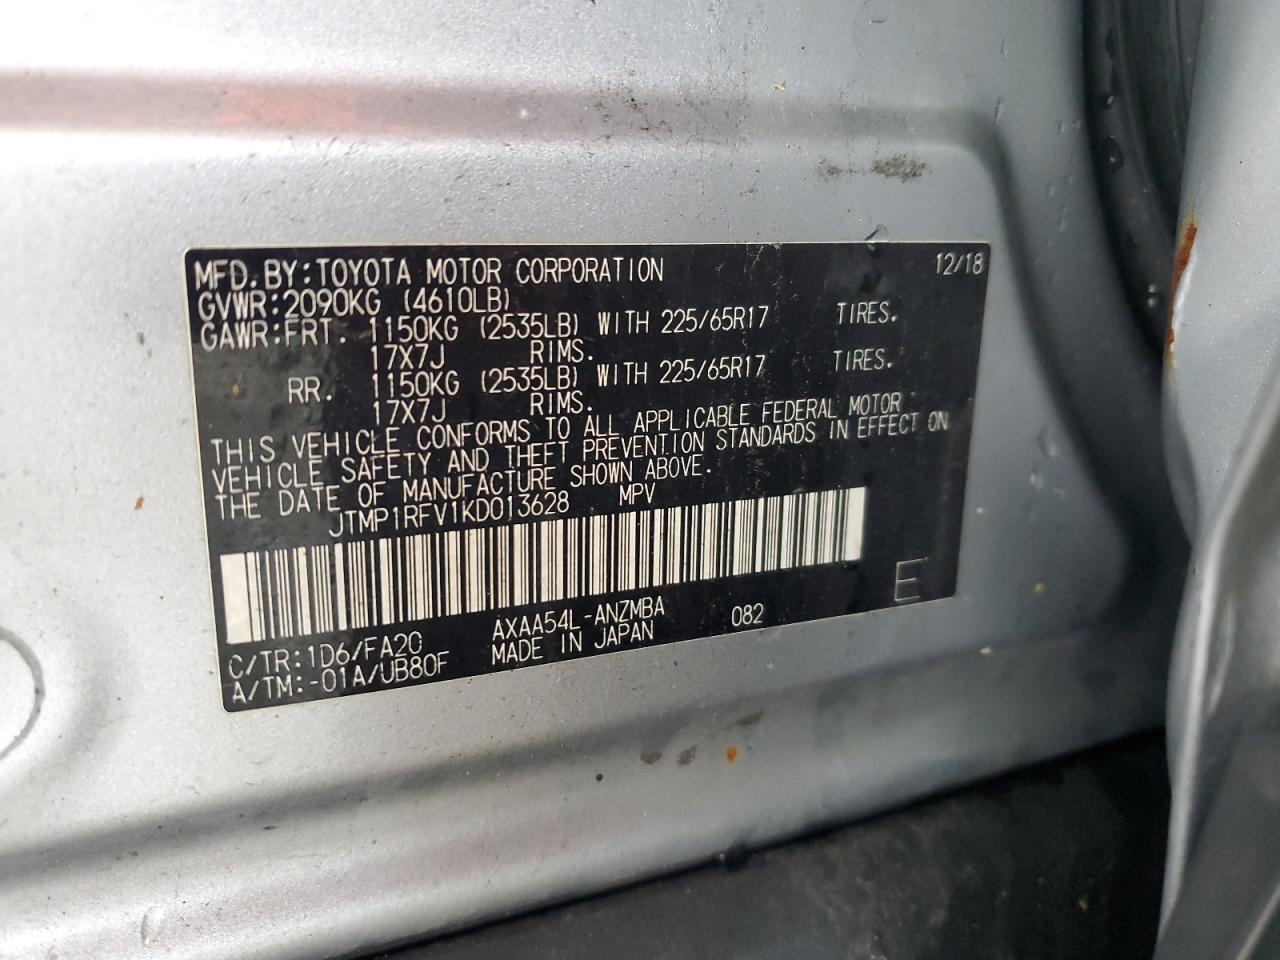 MFD.BY:TOYOTA MOTOR CORPORATION 12/18
GVWR:2090KG (4610LB)
GAWR:FRT. 1150KG (2535LB) WITH 225/65R17 TIRES.
17X7J RIMS.
RR. 1150KG (2535LB) WITH 225/65R17 TIRES.
17X7J RIMS.
THIS VEHICLE CONFORMS TO ALL APPLICABLE FEDERAL MOTOR
VEHICLE SAFETY AND THEFT PREVENTION STANDARDS IN EFFECT ON
THE DATE OF MANUFACTURE SHOWN ABOVE.
JTMP1RFV1KD013628 MPV
E
C/TR:1D6/FA20 AXAA54L-ANZMBA 082
A/TM:-01A/UB80F MADE IN JAPAN